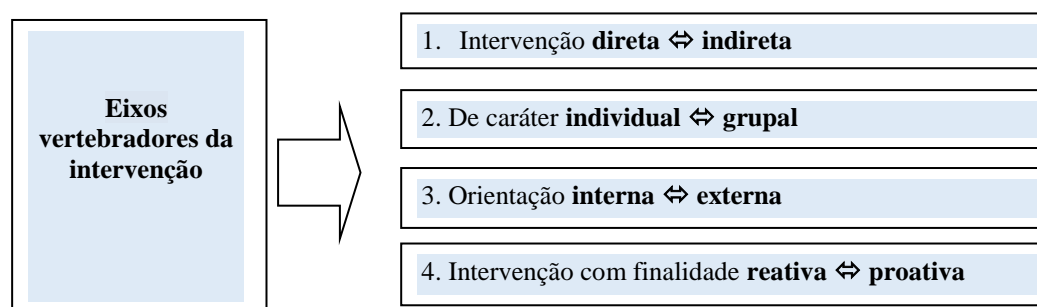 Eixos
vertebradores da
intervenção
1. Intervenção direta ⇔ indireta
2. De caráter individual ⇔ grupal
3. Orientação interna ⇔ externa
4. Intervenção com finalidade reativa ⇔ proativa